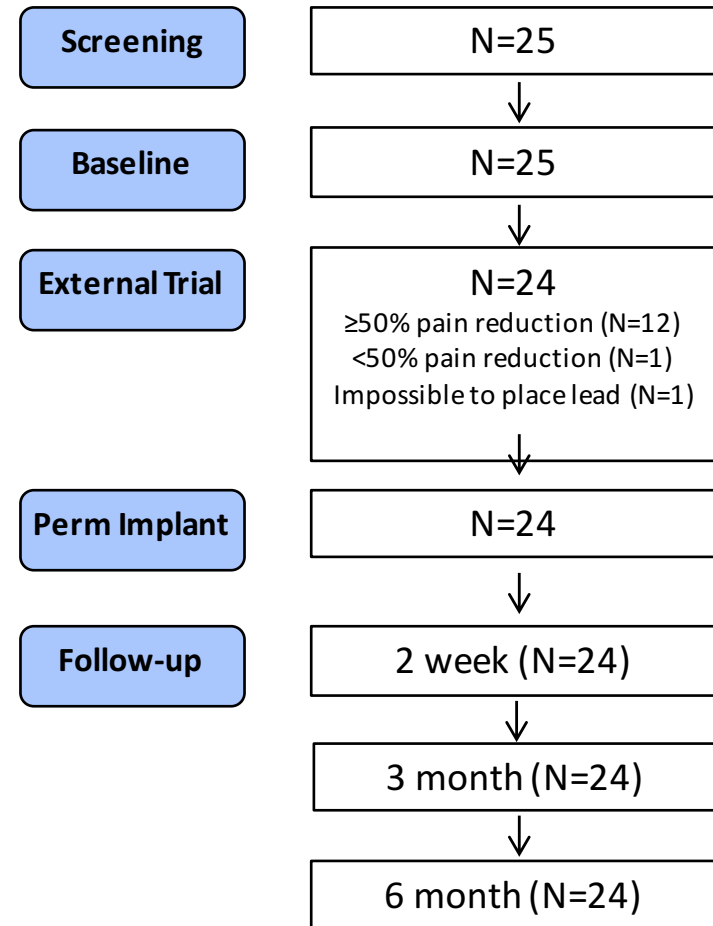 Screening
N=25
Baseline
N=25
External Trial
N=24
≥50% pain reduction (N=12)
<50% pain reduction (N=1)
Impossible to place lead (N=1)
Perm Implant
N=24
Follow-up
2 week (N=24)
3 month (N=24)
6 month (N=24)